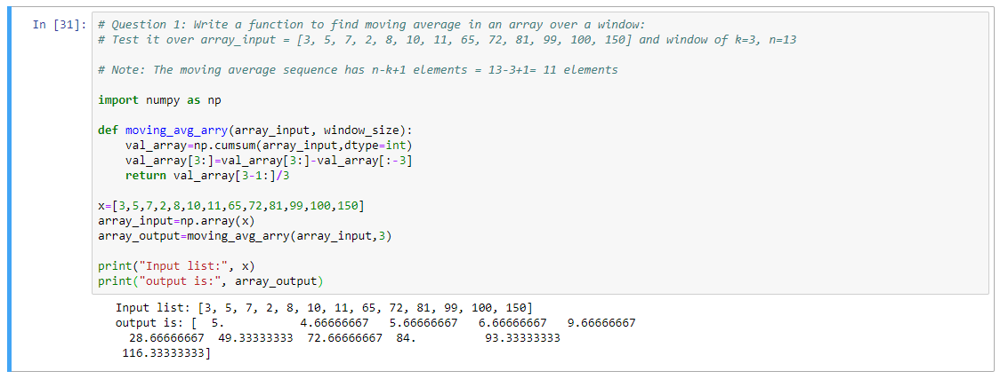 In [31]: # Question 1: Write a function to find moving average in an array over a window:
# Test it over array_input = [3, 5, 7, 2, 8, 10, 11, 65, 72, 81, 99, 100, 150] and window of k=3, n=13
# Note: The moving average sequence has n-k+1 elements = 13-3+1= 11 elements
import numpy as np
def moving_avg_arry(array_input, window_size):
    val_array=np.cumsum(array_input,dtype=int)
    val_array[3:]=val_array[3:]-val_array[:-3]
    return val_array[3-1:]/3
x=[3,5,7,2,8,10,11,65,72,81,99,100,150]
array_input=np.array(x)
array_output=moving_avg_arry(array_input,3)
print("Input list:", x)
print("output is:", array_output)
Input list: [3, 5, 7, 2, 8, 10, 11, 65, 72, 81, 99, 100, 150]
output is: [  5.           4.66666667   5.66666667   6.66666667   9.66666667
  28.66666667  49.33333333  72.66666667  84.          93.33333333
 116.33333333]